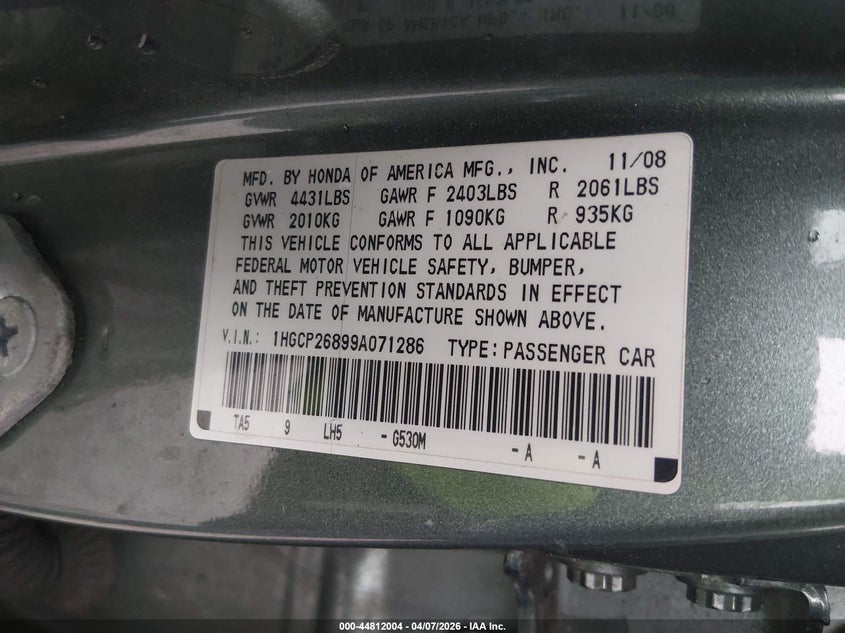 MFD. BY HONDA OF AMERICA MFG., INC. 11/08
GVWR 4431LBS GAWR F 2403LBS R 2061LBS
GVWR 2010KG GAWR F 1090KG R 935KG
THIS VEHICLE CONFORMS TO ALL APPLICABLE
FEDERAL MOTOR VEHICLE SAFETY, BUMPER,
AND THEFT PREVENTION STANDARDS IN EFFECT
ON THE DATE OF MANUFACTURE SHOWN ABOVE.
V.I.N.: 1HGCP26899A071286 TYPE: PASSENGER CAR
TA5 9 LH5 - G530M - A - A
000-44812004 - 04/07/2026 - IAA Inc.